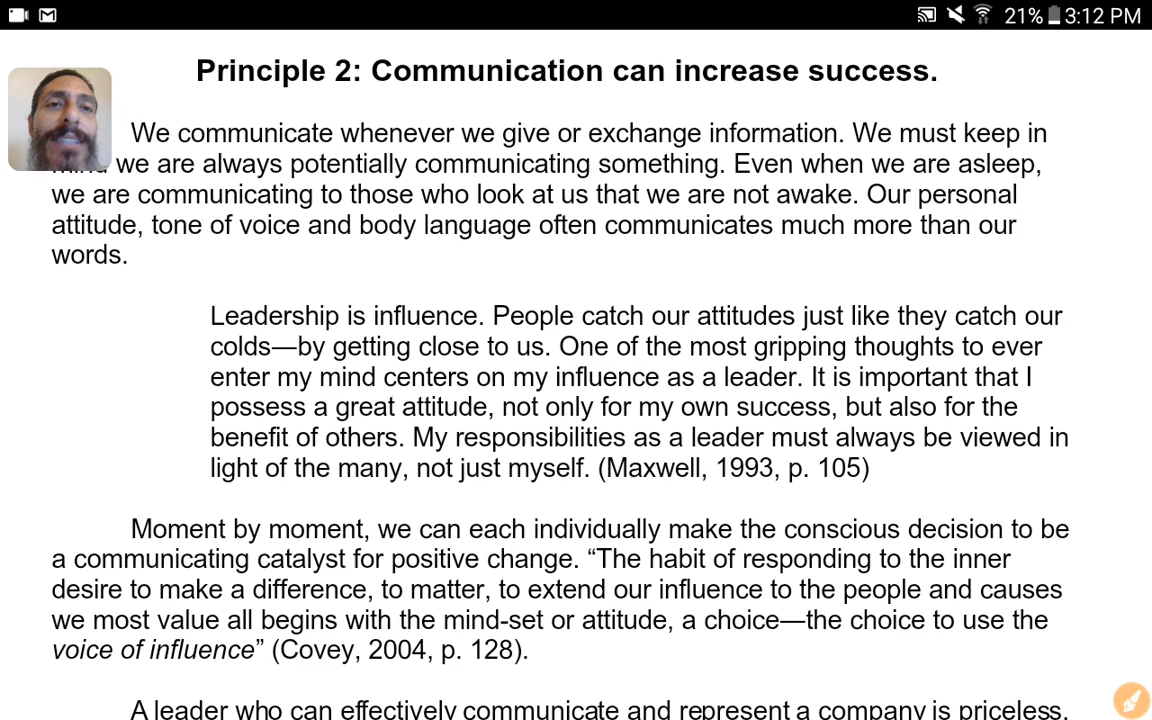 21% 3:12 PM
Principle 2: Communication can increase success.
We communicate whenever we give or exchange information. We must keep in
mind we are always potentially communicating something. Even when we are asleep,
we are communicating to those who look at us that we are not awake. Our personal
attitude, tone of voice and body language often communicates much more than our
words.
Leadership is influence. People catch our attitudes just like they catch our
colds—by getting close to us. One of the most gripping thoughts to ever
enter my mind centers on my influence as a leader. It is important that I
possess a great attitude, not only for my own success, but also for the
benefit of others. My responsibilities as a leader must always be viewed in
light of the many, not just myself. (Maxwell, 1993, p. 105)
Moment by moment, we can each individually make the conscious decision to be
a communicating catalyst for positive change. “The habit of responding to the inner
desire to make a difference, to matter, to extend our influence to the people and causes
we most value all begins with the mind-set or attitude, a choice—the choice to use the
voice of influence” (Covey, 2004, p. 128).
A leader who can effectively communicate and represent a company is priceless.